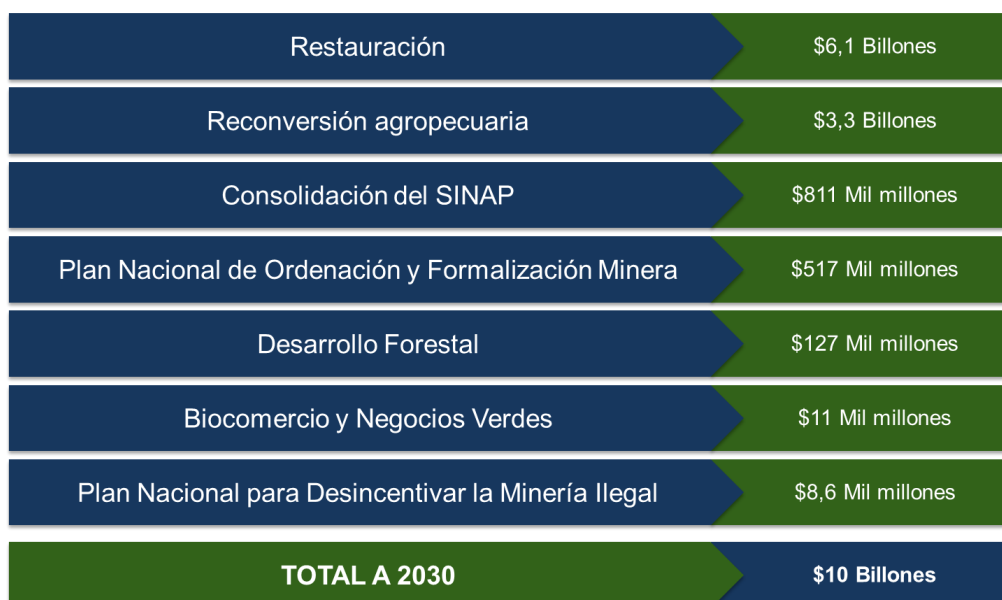 Restauración $6,1 Billones
Reconversión agropecuaria $3,3 Billones
Consolidación del SINAP $811 Mil millones
Plan Nacional de Ordenación y Formalización Minera $517 Mil millones
Desarrollo Forestal $127 Mil millones
Biocomercio y Negocios Verdes $11 Mil millones
Plan Nacional para Desincentivar la Minería Ilegal $8,6 Mil millones
TOTAL A 2030 $10 Billones